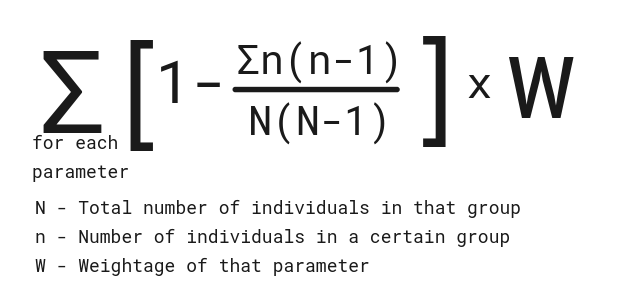 Σ [1 - Σn(n-1) / N(N-1)] x W
for each
parameter
N - Total number of individuals in that group
n - Number of individuals in a certain group
W - Weightage of that parameter